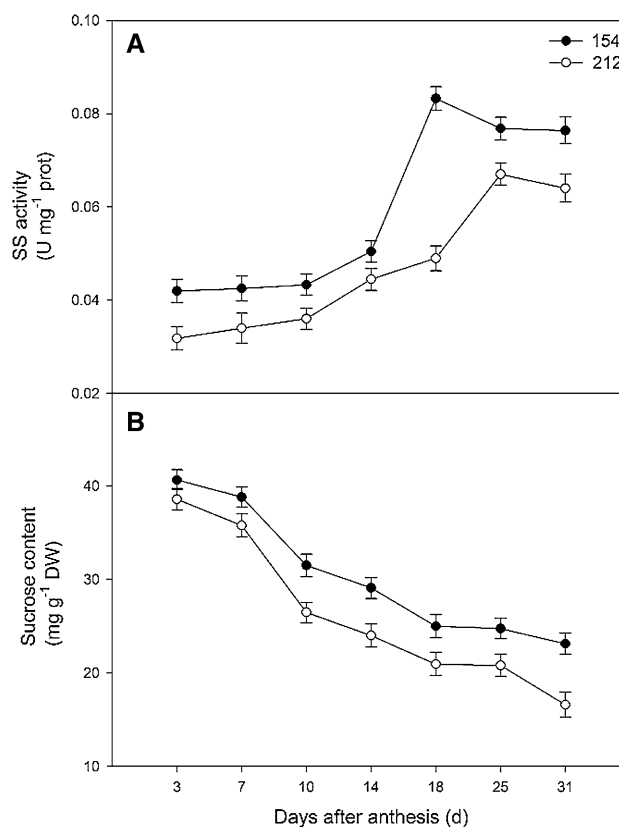 0.10
A
154
212
0.08
SS activity
(U mg⁻¹ prot)
0.06
0.04
0.02
B
40
Sucrose content
(mg g⁻¹ DW)
30
20
10
3 7 10 14 18 25 31
Days after anthesis (d)